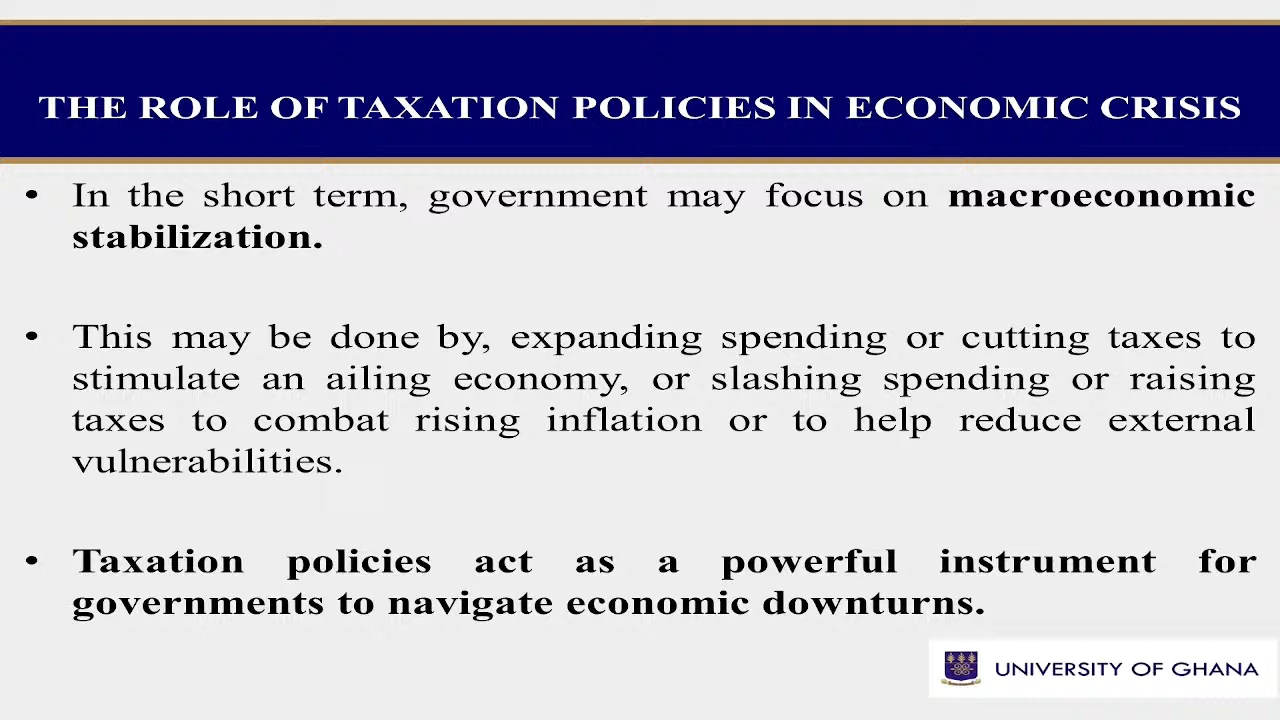 THE ROLE OF TAXATION POLICIES IN ECONOMIC CRISIS
• In the short term, government may focus on macroeconomic
stabilization.
• This may be done by, expanding spending or cutting taxes to
stimulate an ailing economy, or slashing spending or raising
taxes to combat rising inflation or to help reduce external
vulnerabilities.
• Taxation policies act as a powerful instrument for
governments to navigate economic downturns.
UNIVERSITY OF GHANA